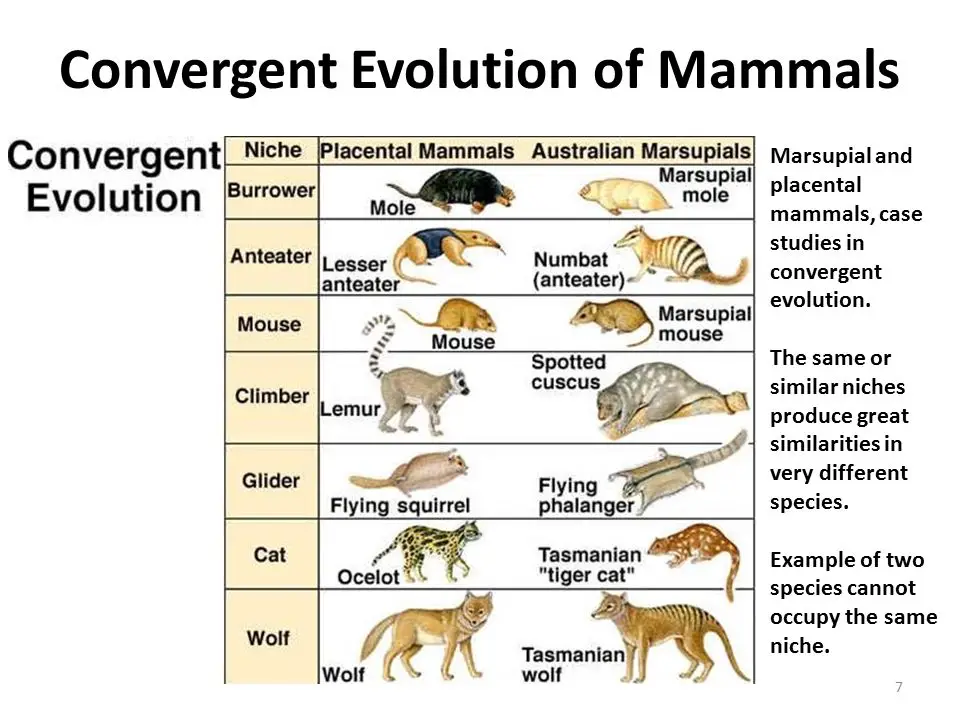 Convergent Evolution of Mammals
Convergent
Evolution
Niche Placental Mammals Australian Marsupials
Burrower
Mole
Marsupial
mole
Anteater
Lesser
anteater
Numbat
(anteater)
Mouse
Mouse
Marsupial
mouse
Climber
Lemur
Spotted
cuscus
Glider
Flying squirrel
Flying
phalanger
Cat
Ocelot
Tasmanian
"tiger cat"
Wolf
Wolf
Tasmanian
wolf
Marsupial and
placental
mammals, case
studies in
convergent
evolution.
The same or
similar niches
produce great
similarities in
very different
species.
Example of two
species cannot
occupy the same
niche.
7